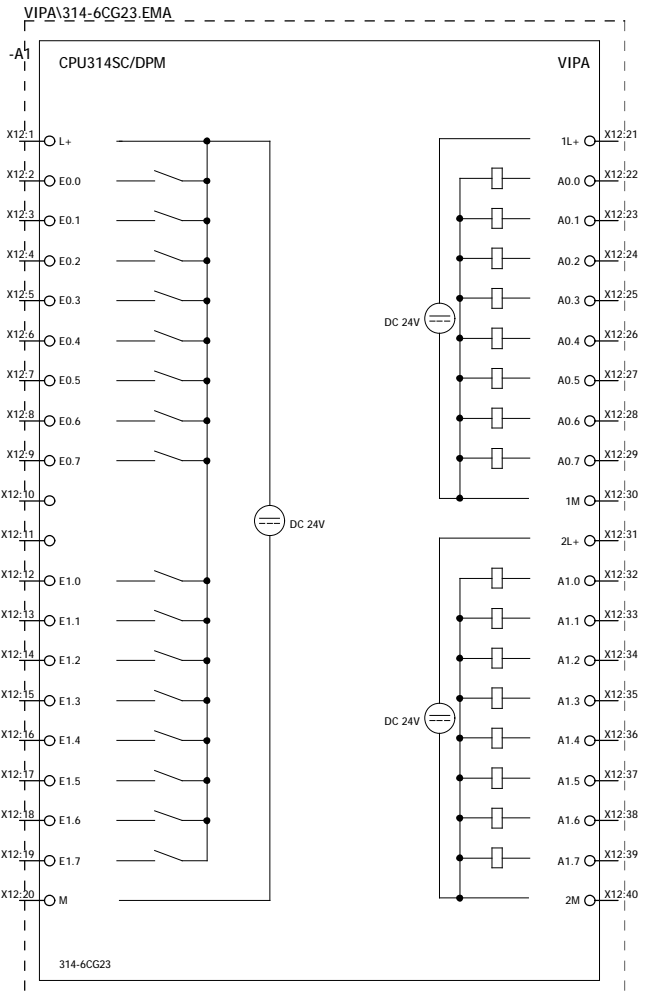 VIPA\314-6CG23.EMA
-A1
CPU314SC/DPM VIPA
X12:1 L+ 1L+ X12:21
X12:2 E0.0 A0.0 X12:22
X12:3 E0.1 A0.1 X12:23
X12:4 E0.2 A0.2 X12:24
X12:5 E0.3 A0.3 X12:25
DC 24V
X12:6 E0.4 A0.4 X12:26
X12:7 E0.5 A0.5 X12:27
X12:8 E0.6 A0.6 X12:28
X12:9 E0.7 A0.7 X12:29
X12:10 1M X12:30
DC 24V
X12:11 2L+ X12:31
X12:12 E1.0 A1.0 X12:32
X12:13 E1.1 A1.1 X12:33
X12:14 E1.2 A1.2 X12:34
X12:15 E1.3 A1.3 X12:35
DC 24V
X12:16 E1.4 A1.4 X12:36
X12:17 E1.5 A1.5 X12:37
X12:18 E1.6 A1.6 X12:38
X12:19 E1.7 A1.7 X12:39
X12:20 M 2M X12:40
314-6CG23